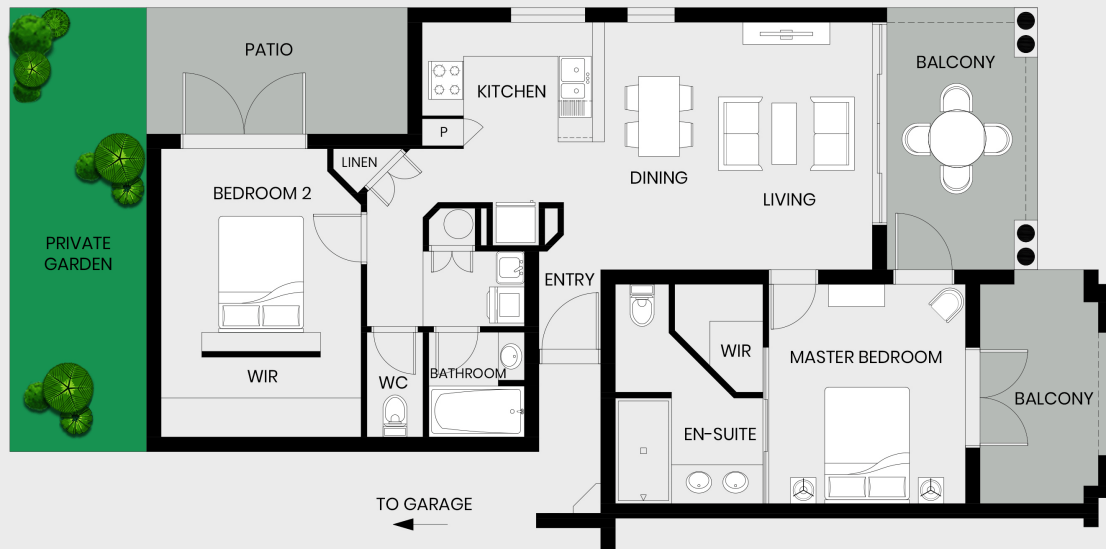 PATIO
BALCONY
KITCHEN
P
LINEN
DINING
BEDROOM 2
LIVING
PRIVATE
GARDEN
ENTRY
WIR
MASTER BEDROOM
WIR
WC
BATHROOM
BALCONY
EN-SUITE
TO GARAGE